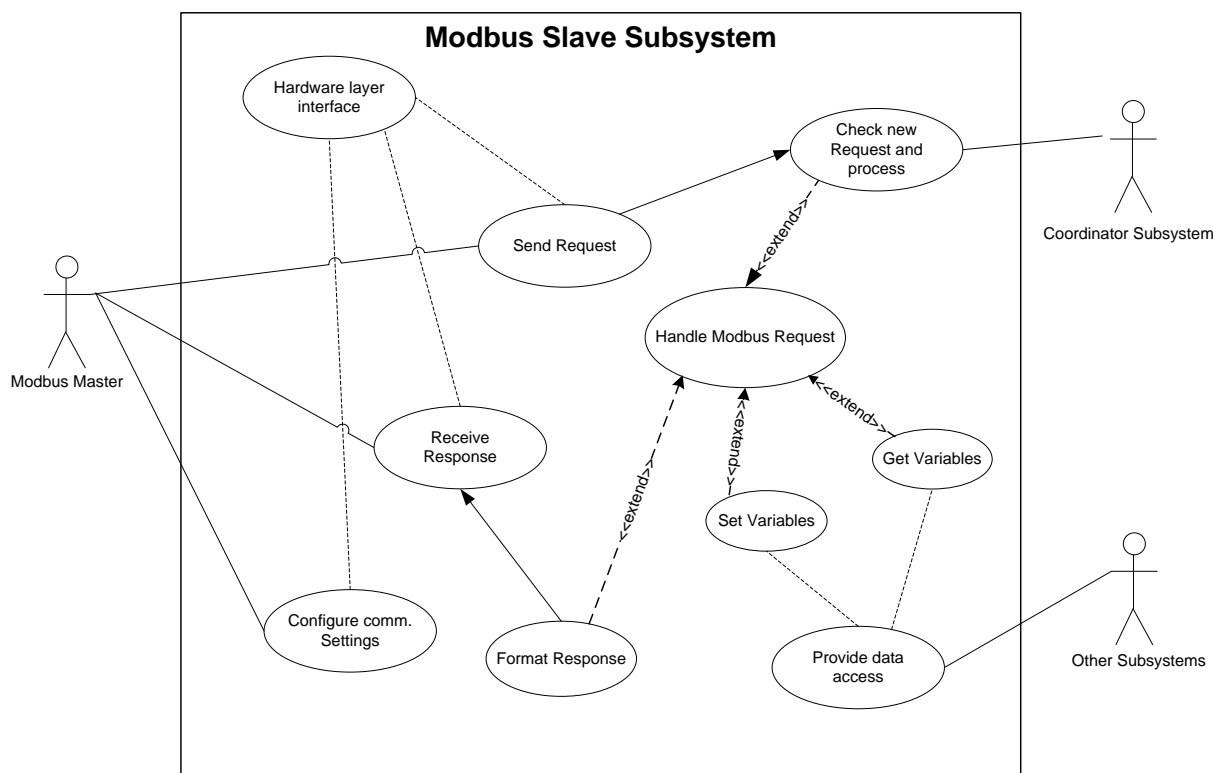 Modbus Slave Subsystem
Hardware layer
interface
Check new
Request and
process
Send Request
<<extend>>
Coordinator Subsystem
Handle Modbus Request
Modbus Master
<<extend>>
<<extend>>
<<extend>>
Receive
Response
Get Variables
Set Variables
Configure comm.
Settings
Format Response
Provide data
access
Other Subsystems